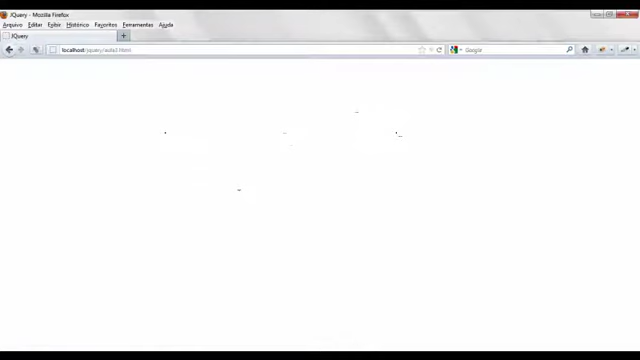 JQuery - Mozilla Firefox
Arquivo Editar Exibir Histórico Favoritos Ferramentas Ajuda
JQuery
localhost/jquery/aula2.html Google